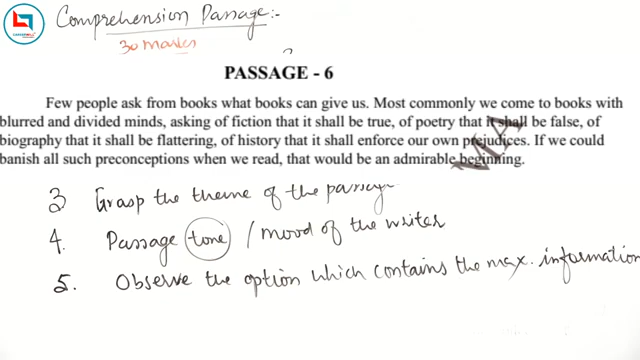 Comprehension Passage:-
30 marks
PASSAGE - 6
Few people ask from books what books can give us. Most commonly we come to books with
blurred and divided minds, asking of fiction that it shall be true, of poetry that it shall be false, of
biography that it shall be flattering, of history that it shall enforce our own prejudices. If we could
banish all such preconceptions when we read, that would be an admirable beginning.
3. Grasp the theme of the passage
4. Passage tone / mood of the writer
5. Observe the option which contains the max. information